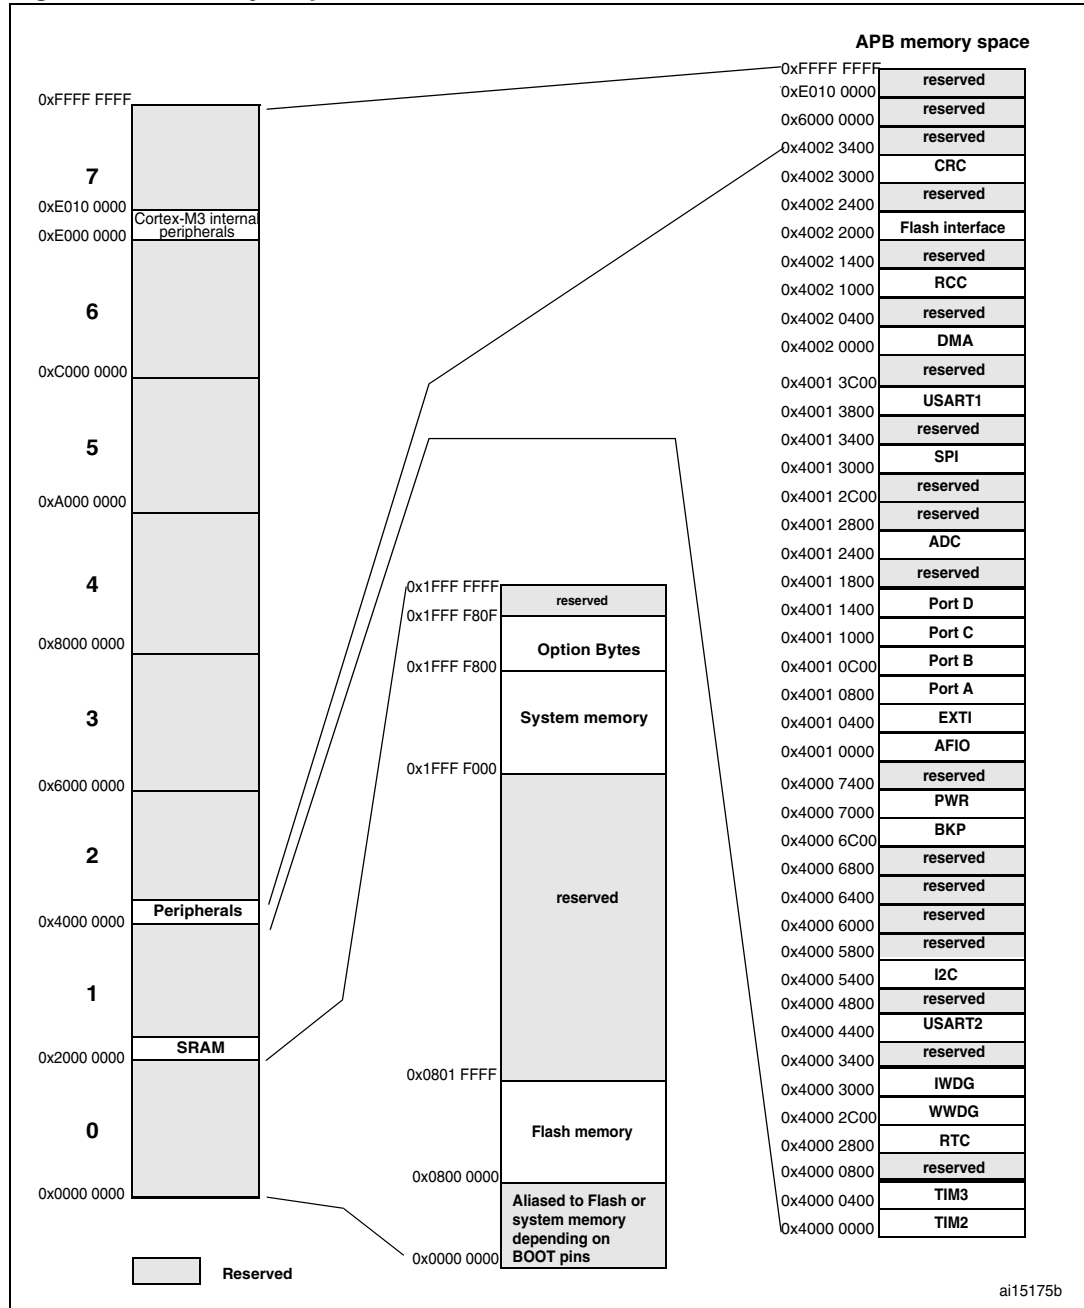 APB memory space
0xFFFF FFFF
7
0xE010 0000
Cortex-M3 internal
peripherals
0xE000 0000
6
0xC000 0000
5
0xA000 0000
4
0x8000 0000
3
0x6000 0000
2
Peripherals
0x4000 0000
1
SRAM
0x2000 0000
0
0x0000 0000
Reserved
0x1FFF FFFF
reserved
0x1FFF F80F
Option Bytes
0x1FFF F800
System memory
0x1FFF F000
reserved
0x0801 FFFF
Flash memory
0x0800 0000
Aliased to Flash or
system memory
depending on
BOOT pins
0x0000 0000
0xFFFF FFFF
reserved
0xE010 0000
reserved
0x6000 0000
reserved
0x4002 3400
CRC
0x4002 3000
reserved
0x4002 2400
Flash interface
0x4002 2000
reserved
0x4002 1400
RCC
0x4002 1000
reserved
0x4002 0400
DMA
0x4002 0000
reserved
0x4001 3C00
USART1
0x4001 3800
reserved
0x4001 3400
SPI
0x4001 3000
reserved
0x4001 2C00
reserved
0x4001 2800
ADC
0x4001 2400
reserved
0x4001 1800
Port D
0x4001 1400
Port C
0x4001 1000
Port B
0x4001 0C00
Port A
0x4001 0800
EXTI
0x4001 0400
AFIO
0x4001 0000
reserved
0x4000 7400
PWR
0x4000 7000
BKP
0x4000 6C00
reserved
0x4000 6800
reserved
0x4000 6400
reserved
0x4000 6000
reserved
0x4000 5800
I2C
0x4000 5400
reserved
0x4000 4800
USART2
0x4000 4400
reserved
0x4000 3400
IWDG
0x4000 3000
WWDG
0x4000 2C00
RTC
0x4000 2800
reserved
0x4000 0800
TIM3
0x4000 0400
TIM2
0x4000 0000
ai15175b